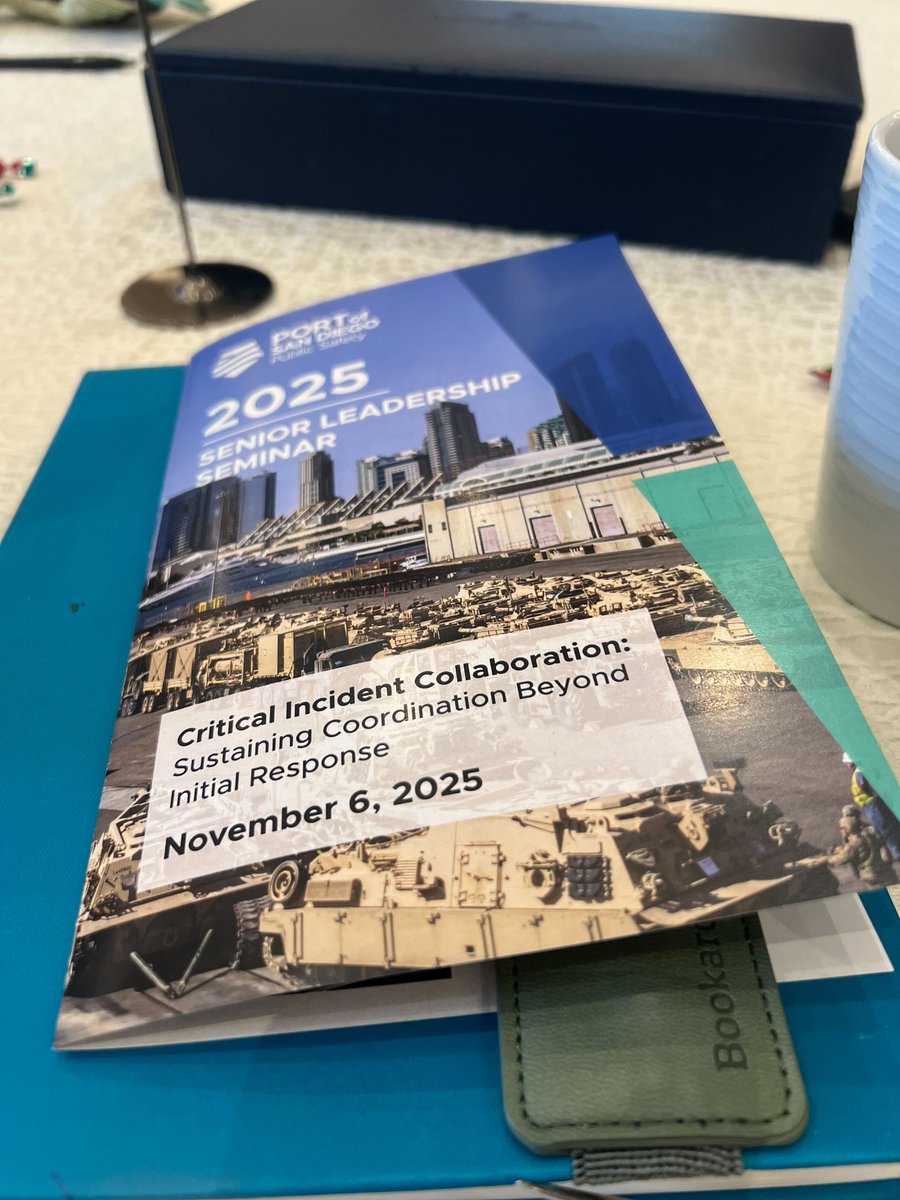 PORT of
SAN DIEGO
Public Safety
2025
SENIOR LEADERSHIP
SEMINAR
Critical Incident Collaboration:
Sustaining Coordination Beyond
Initial Response
November 6, 2025